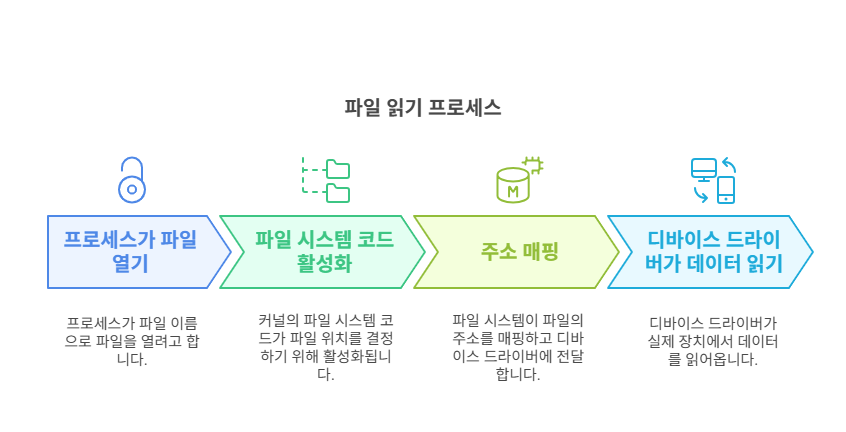 파일 읽기 프로세스
프로세스가 파일
열기
파일 시스템 코드
활성화
주소 매핑
디바이스 드라이
버가 데이터 읽기
프로세스가 파일 이름
으로 파일을 열려고 합
니다.
커널의 파일 시스템 코
드가 파일 위치를 결정
하기 위해 활성화됩니
다.
파일 시스템이 파일의
주소를 매핑하고 디바
이스 드라이버에 전달
합니다.
디바이스 드라이버가
실제 장치에서 데이터
를 읽어옵니다.